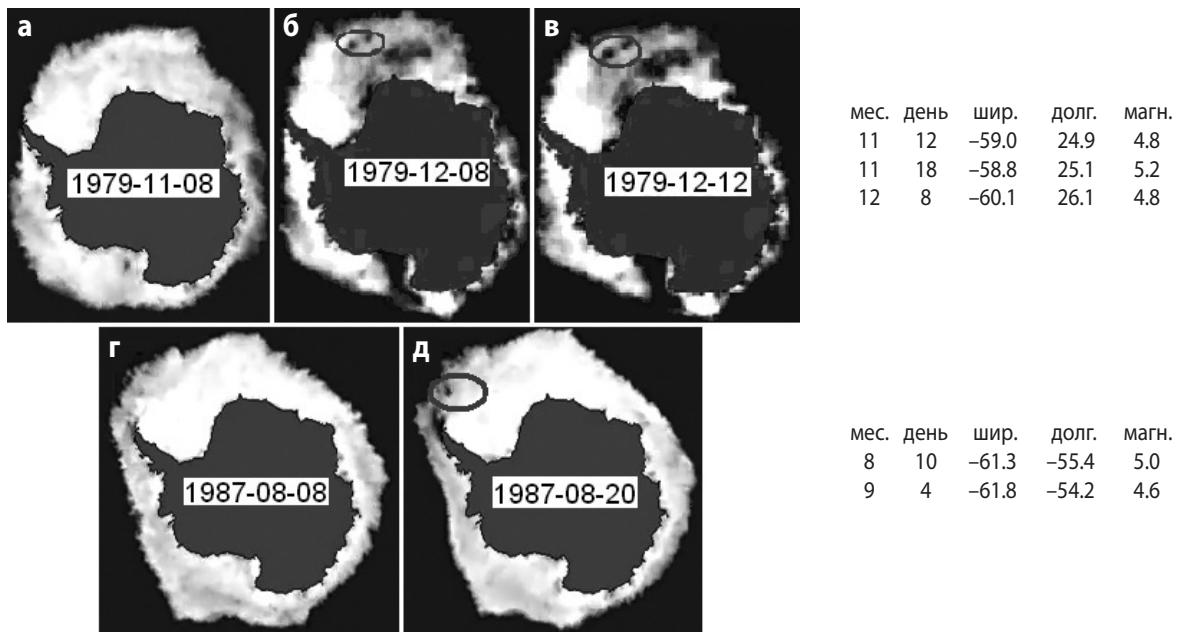 а
б
в
1979-11-08
1979-12-08
1979-12-12
мес. день шир. долг. магн.
11 12 –59.0 24.9 4.8
11 18 –58.8 25.1 5.2
12 8 –60.1 26.1 4.8
г
д
1987-08-08
1987-08-20
мес. день шир. долг. магн.
8 10 –61.3 –55.4 5.0
9 4 –61.8 –54.2 4.6